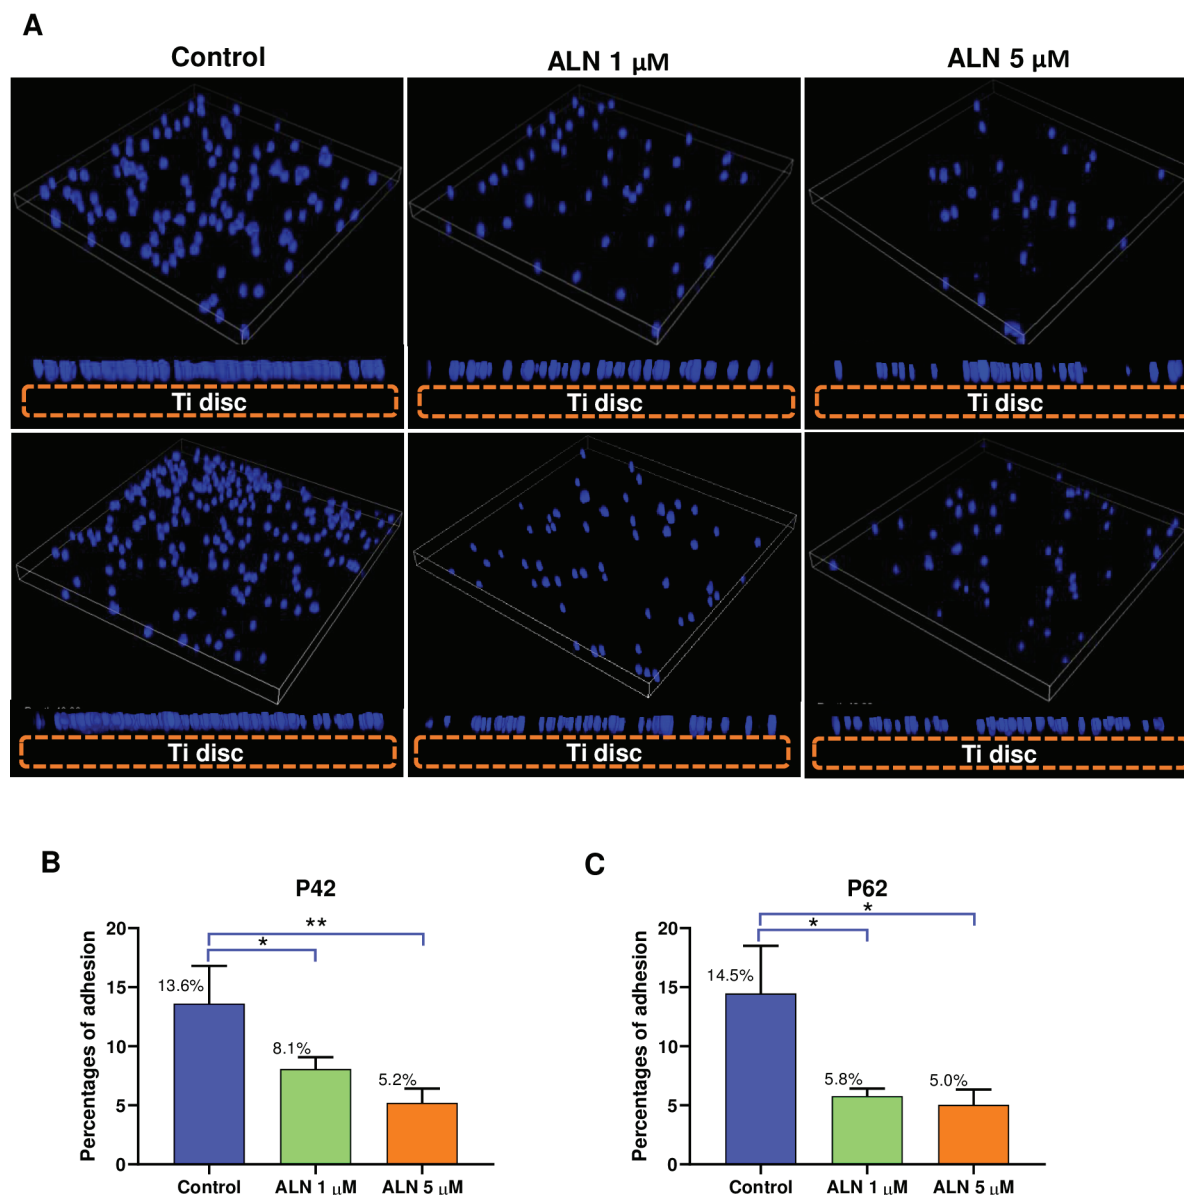 A
Control
ALN 1 μM
ALN 5 μM
Ti disc
Ti disc
Ti disc
Ti disc
Ti disc
Ti disc
B
P42
Percentages of adhesion
20
15
10
5
0
**
*
13.6%
8.1%
5.2%
Control
ALN 1 μM
ALN 5 μM
C
P62
Percentages of adhesion
20
15
10
5
0
*
*
14.5%
5.8%
5.0%
Control
ALN 1 μM
ALN 5 μM